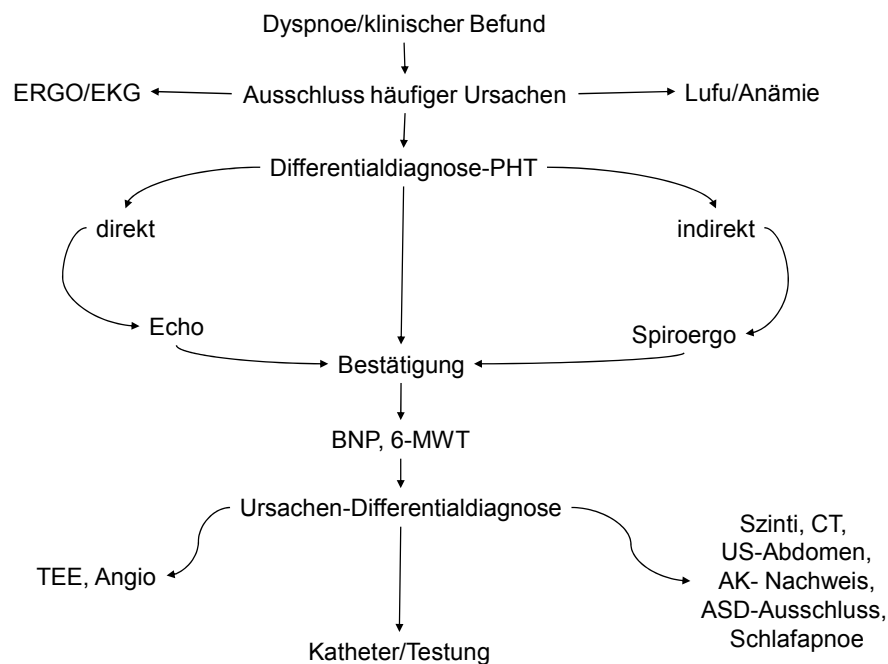 Dyspnoe/klinischer Befund
ERGO/EKG
Ausschluss häufiger Ursachen
Lufu/Anämie
Differentialdiagnose-PHT
direkt
indirekt
Echo
Spiroergo
Bestätigung
BNP, 6-MWT
Ursachen-Differentialdiagnose
TEE, Angio
Szinti, CT,
US-Abdomen,
AK- Nachweis,
ASD-Ausschluss,
Schlafapnoe
Katheter/Testung